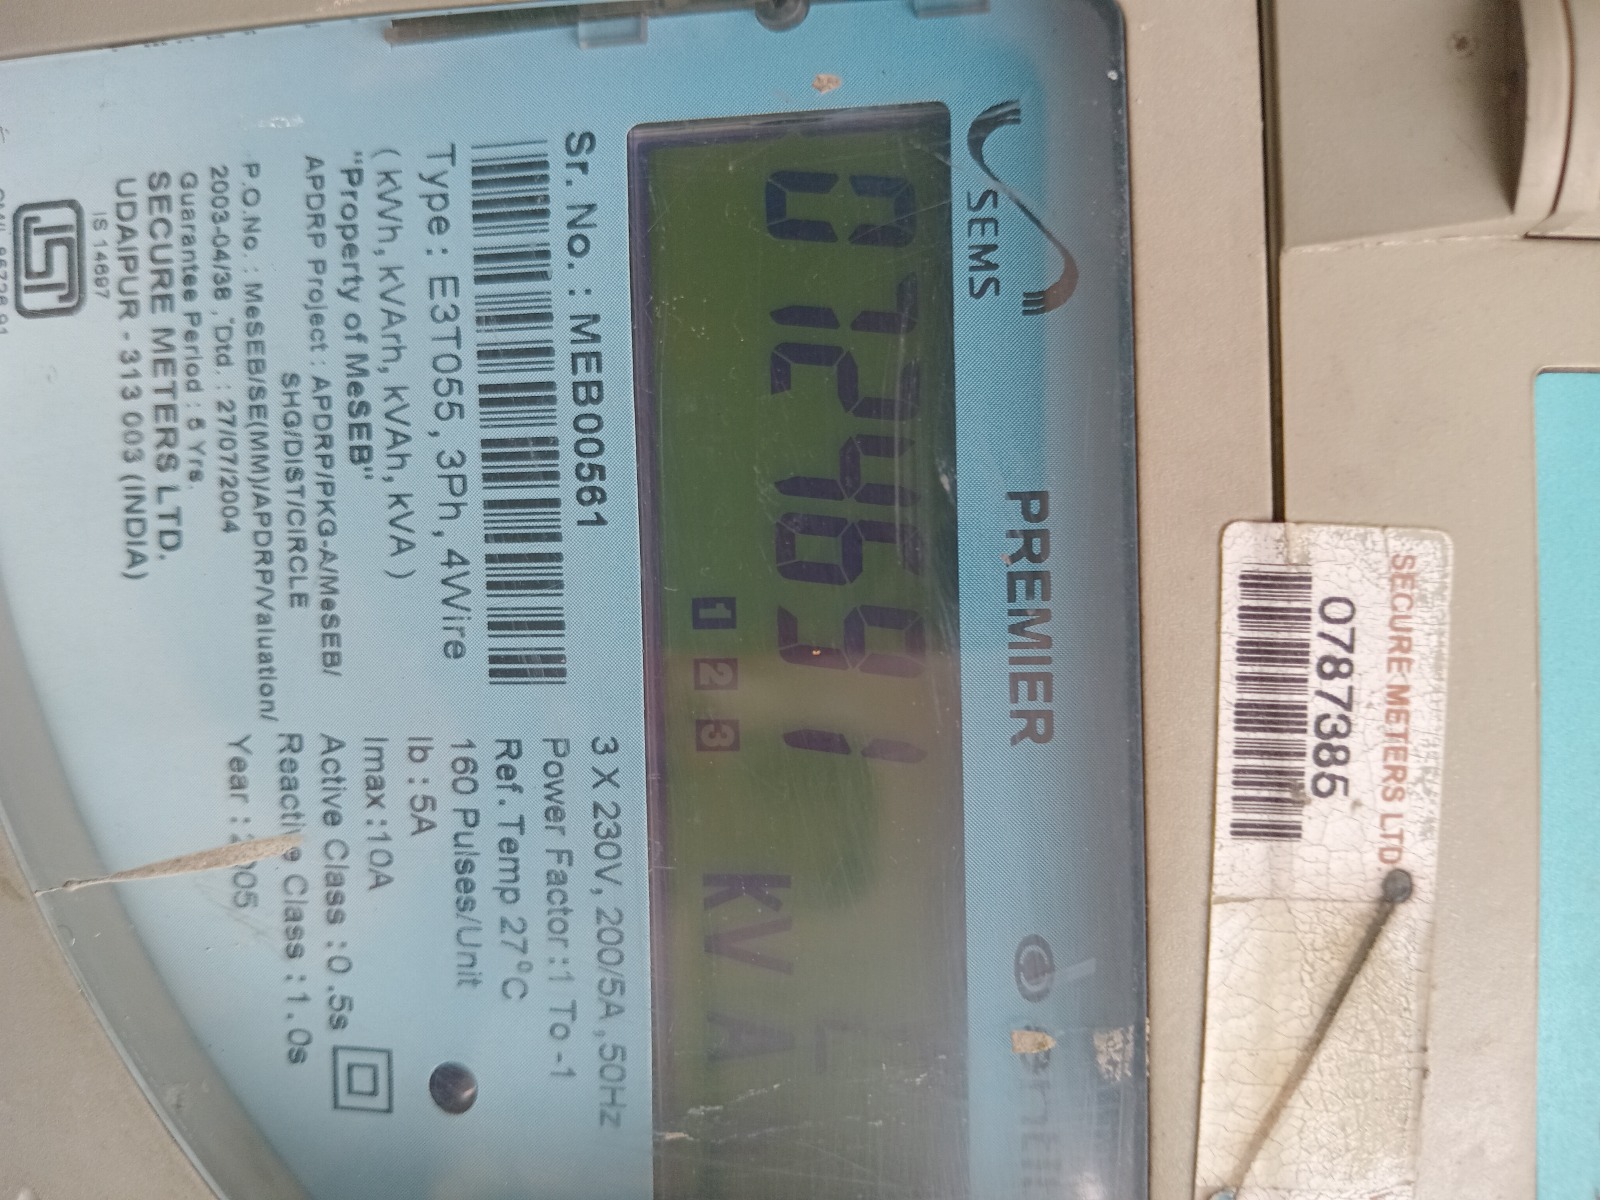 SECURE METERS LTD
0787385
SEMS
PREMIER
0724691
1 2 3
kVA
Sr. No. : MEB00561
Type : E3T055, 3Ph, 4Wire
( kWh, kVArh, kVAh, kVA )
"Property of MeSEB"
APDRP Project : APDRP/PKG-A/MeSEB/
SHG/DIST/CIRCLE
P.O.No. : MeSEB/SE(MM)/APDRP/Valuation/
2003-04/38 , Dtd. : 27/07/2004
Guarantee Period : 5 Yrs.
SECURE METERS LTD.
UDAIPUR - 313 003 (INDIA)
IS 14697
3 X 230V, 200/5A, 50Hz
Power Factor:1 To -1
Ref. Temp 27°C
160 Pulses/Unit
Ib : 5A
Imax :10A
Active Class :0.5s
Reactive Class : 1.0s
Year : 2005